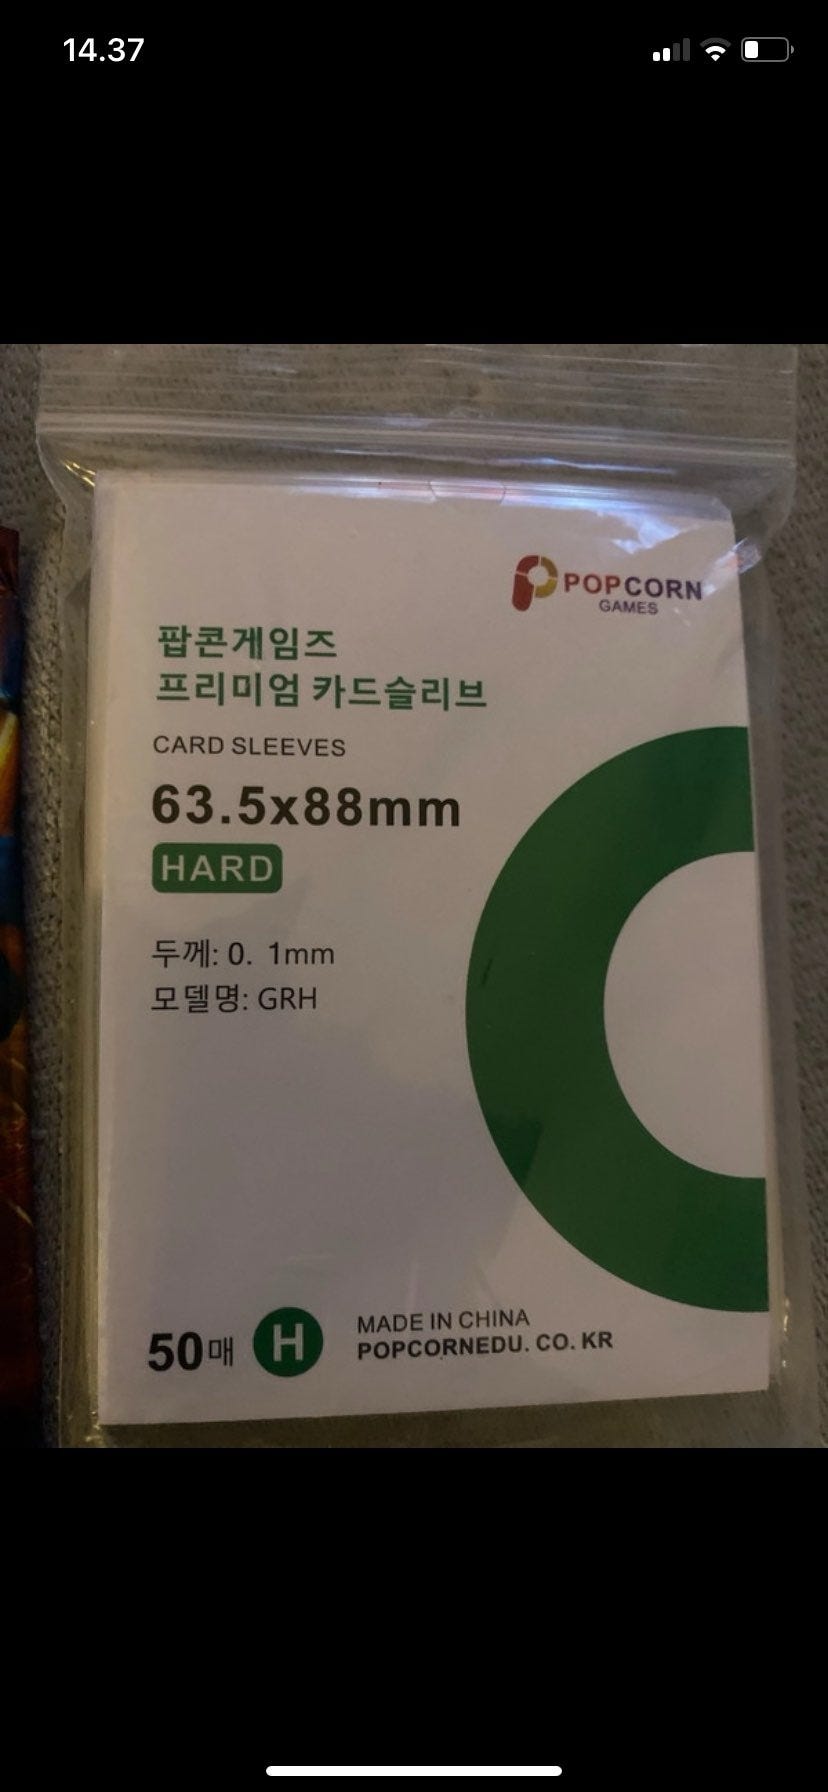 14.37
POPCORN
GAMES
팝콘게임즈
프리미엄 카드슬리브
CARD SLEEVES
63.5x88mm
HARD
두께: 0. 1mm
모델명: GRH
50매
H
MADE IN CHINA
POPCORNEDU. CO. KR